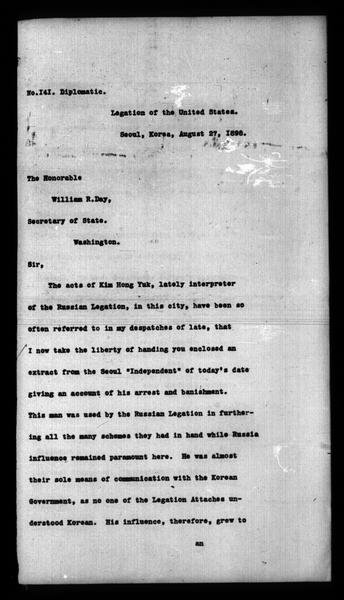 No.141. Diplomatic.
Legation of the United States.
Seoul, Korea, August 27, 1898.
The Honorable
William R.Day,
Secretary of State.
Washington.
Sir,
The acts of Kim Hong Yuk, lately interpreter
of the Russian Legation, in this city, have been so
often referred to in my despatches of late, that
I now take the liberty of handing you enclosed an
extract from the Seoul "Independent" of today's date
giving an account of his arrest and banishment.
This man was used by the Russian Legation in further-
ing all the many schemes they had in hand while Russia
influence remained paramount here. He was almost
their sole means of communication with the Korean
Government, as no one of the Legation Attaches un-
derstood Korean. His influence, therefore, grew to
an